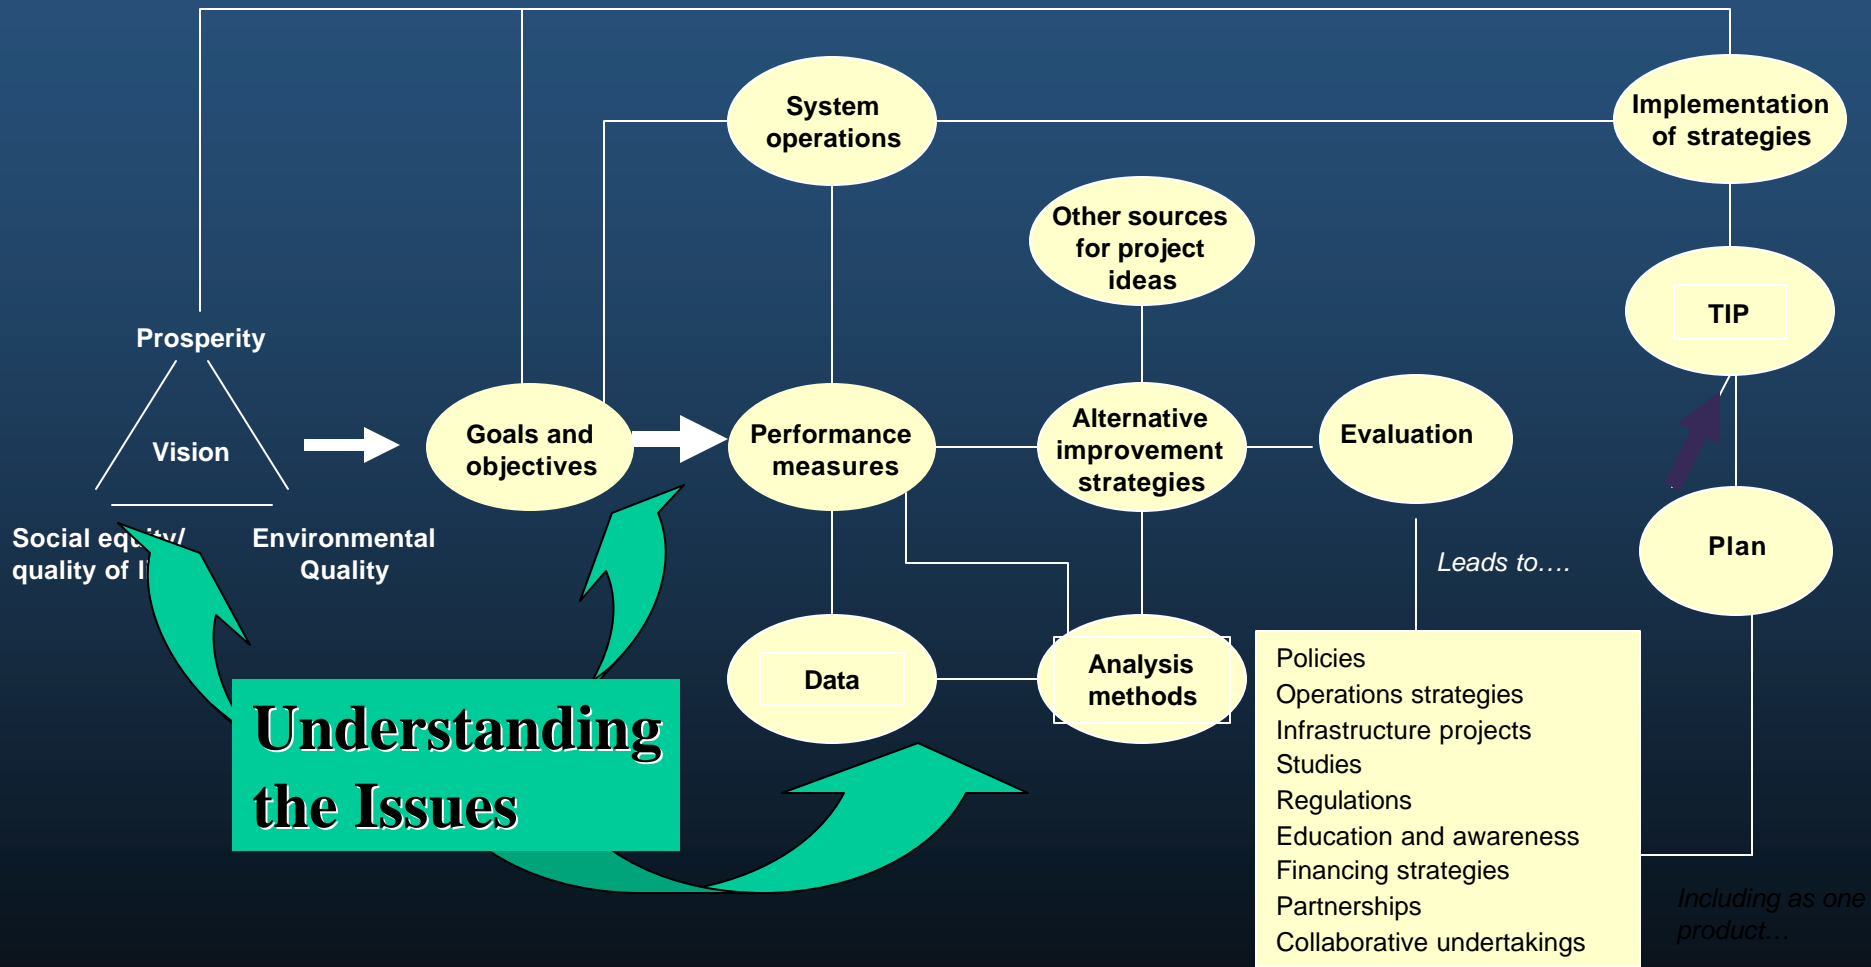 System
operations
Implementation
of strategies
Other sources
for project
ideas
TIP
Prosperity
Vision
Social equity/
quality of
Environmental
Quality
Goals and
objectives
Performance
measures
Alternative
improvement
strategies
Evaluation
Plan
Leads to….
Data
Analysis
methods
Understanding
the Issues
Policies
Operations strategies
Infrastructure projects
Studies
Regulations
Education and awareness
Financing strategies
Partnerships
Collaborative undertakings
Including as one
product…